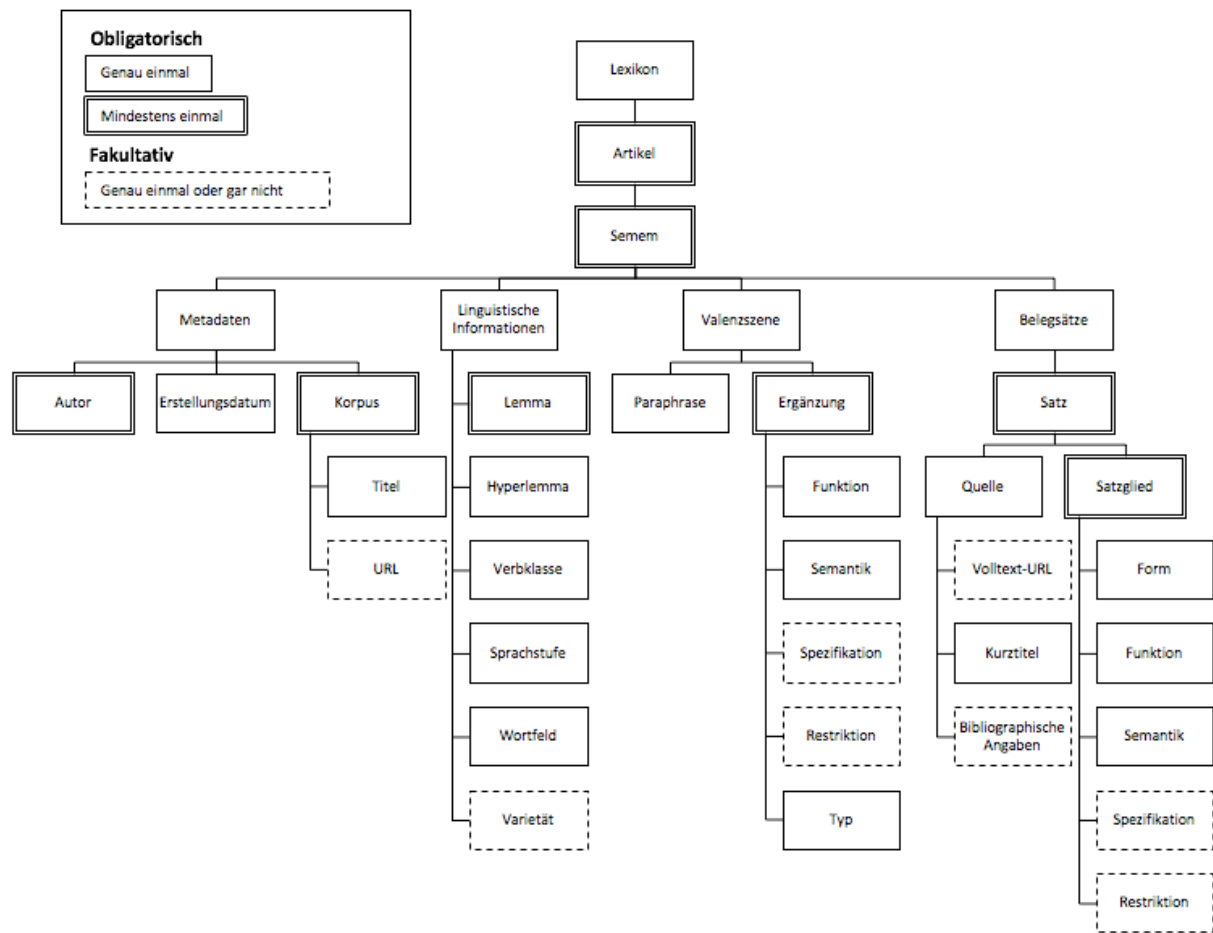 Obligatorisch
Genau einmal
Mindestens einmal
Fakultativ
Genau einmal oder gar nicht
Lexikon
Artikel
Semem
Metadaten
Linguistische
Informationen
Valenzszene
Belegsätze
Autor
Erstellungsdatum
Korpus
Lemma
Paraphrase
Ergänzung
Satz
Titel
Hyperlemma
Funktion
Quelle
Satzglied
URL
Verbklasse
Semantik
Volltext-URL
Form
Sprachstufe
Spezifikation
Kurztitel
Funktion
Wortfeld
Restriktion
Bibliographische
Angaben
Semantik
Varietät
Typ
Spezifikation
Restriktion